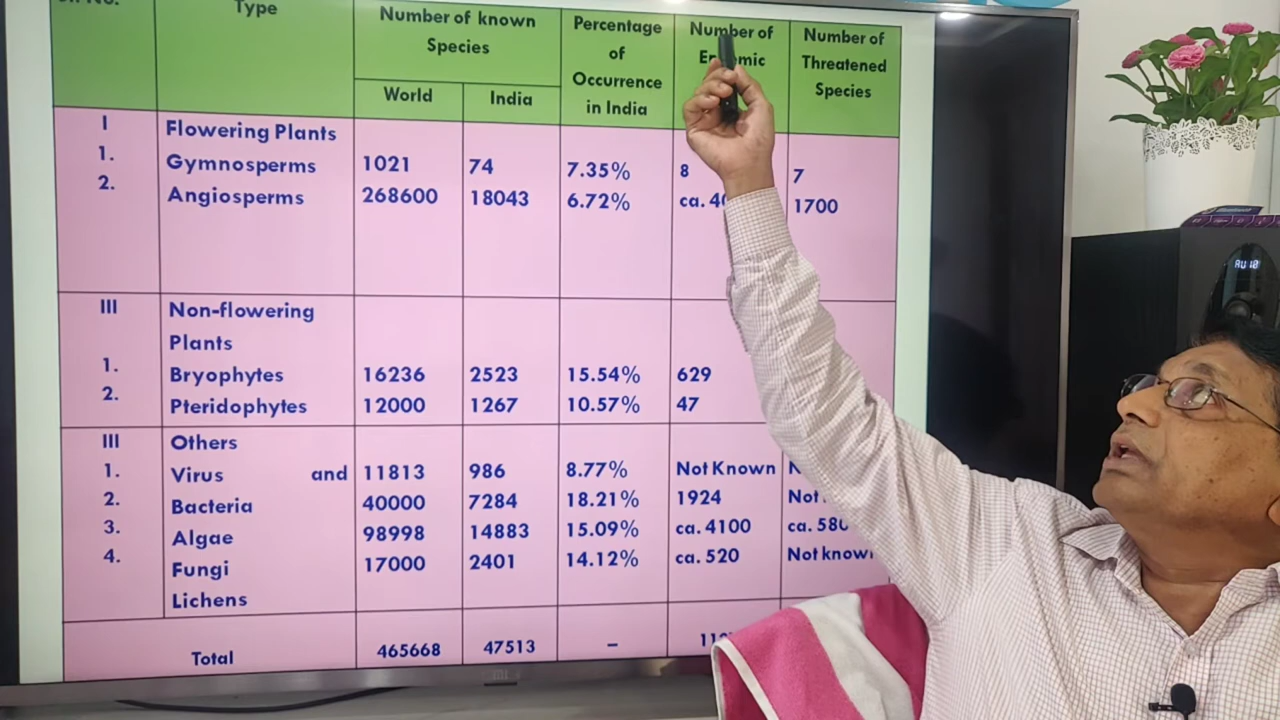 Type
Number of known Species
Percentage of Occurrence in India
Number of
Number of Threatened Species
World
India
I
Flowering Plants
1. Gymnosperms 1021 74 7.35% 8 7
2. Angiosperms 268600 18043 6.72% ca. 1700
III
Non-flowering Plants
1. Bryophytes 16236 2523 15.54% 629
2. Pteridophytes 12000 1267 10.57% 47
III Others
1. Virus and 11813 986 8.77% Not Known
2. Bacteria 40000 7284 18.21% 1924 Not
3. Algae 98998 14883 15.09% ca. 4100 ca.
4. Fungi 17000 2401 14.12% ca. 520 Not known
Lichens
Total 465668 47513 –
AU10